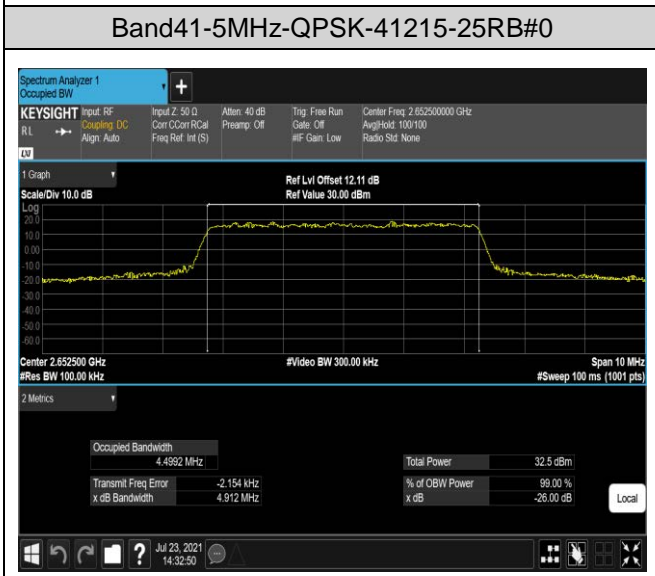 Band41-5MHz-QPSK-41215-25RB#0
Spectrum Analyzer 1
Occupied BW
+
KEYSIGHT
Input: RF
Coupling: DC
Align: Auto
Input Z: 50 Ω
Corr CCorr RCal
Freq Ref: Int (S)
Atten: 40 dB
Preamp: Off
Trig: Free Run
Gate: Off
#IF Gain: Low
Center Freq: 2.652500000 GHz
Avg|Hold: 100/100
Radio Std: None
RL
LXI
1 Graph
Scale/Div 10.0 dB
Ref Lvl Offset 12.11 dB
Ref Value 30.00 dBm
Log
20.0
10.0
0.00
-10.0
-20.0
-30.0
-40.0
-50.0
-60.0
Center 2.652500 GHz
#Video BW 300.00 kHz
Span 10 MHz
#Res BW 100.00 kHz
#Sweep 100 ms (1001 pts)
2 Metrics
Occupied Bandwidth
4.4992 MHz
Total Power 32.5 dBm
Transmit Freq Error -2.154 kHz
% of OBW Power 99.00 %
x dB Bandwidth 4.912 MHz
x dB -26.00 dB
Local
?
Jul 23, 2021
14:32:50